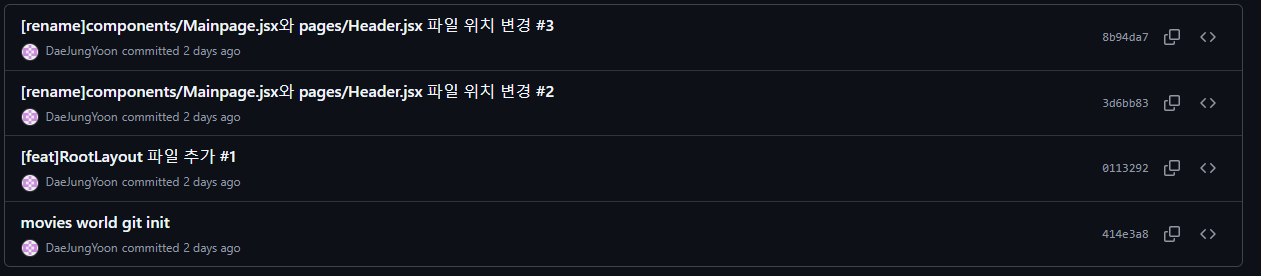 [rename]components/Mainpage.jsx와 pages/Header.jsx 파일 위치 변경 #3
DaeJungYoon committed 2 days ago
8b94da7
[rename]components/Mainpage.jsx와 pages/Header.jsx 파일 위치 변경 #2
DaeJungYoon committed 2 days ago
3d6bb83
[feat]RootLayout 파일 추가 #1
DaeJungYoon committed 2 days ago
0113292
movies world git init
DaeJungYoon committed 2 days ago
414e3a8